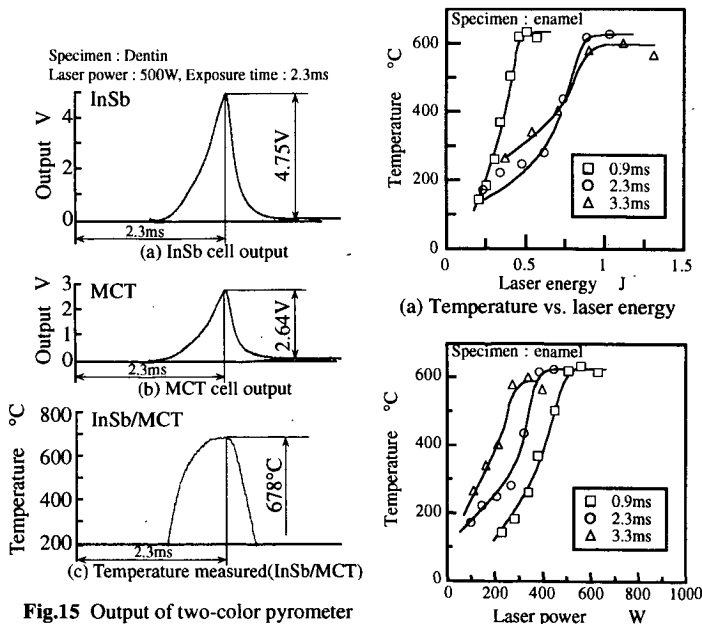 Specimen : Dentin
Laser power : 500W, Exposure time : 2.3ms
InSb
Output V
4
2
0
4.75V
2.3ms
(a) InSb cell output
MCT
Output V
3
2
1
0
2.64V
2.3ms
(b) MCT cell output
InSb/MCT
Temperature °C
800
600
400
200
678°C
2.3ms
(c) Temperature measured(InSb/MCT)
Fig.15 Output of two-color pyrometer
Specimen : enamel
Temperature °C
600
400
200
0
0.9ms
2.3ms
3.3ms
0 0.5 1 1.5
Laser energy J
(a) Temperature vs. laser energy
Specimen : enamel
Temperature °C
600
400
200
0
0.9ms
2.3ms
3.3ms
0 200 400 600 800 1000
Laser power W